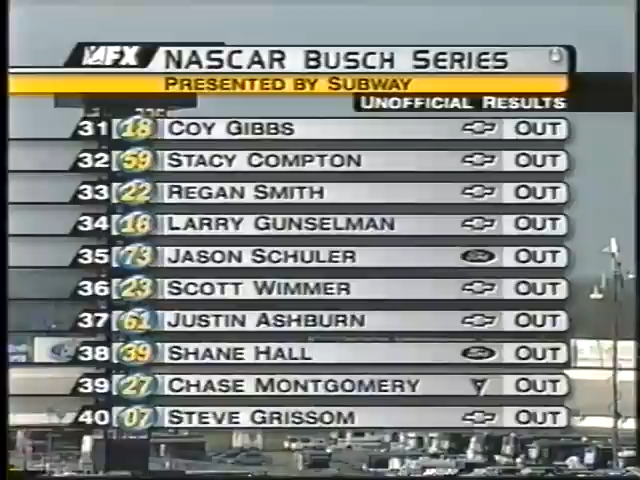 AFX NASCAR BUSCH SERIES
PRESENTED BY SUBWAY
UNOFFICIAL RESULTS
31 18 COY GIBBS OUT
32 59 STACY COMPTON OUT
33 22 REGAN SMITH OUT
34 16 LARRY GUNSELMAN OUT
35 73 JASON SCHULER Ford OUT
36 23 SCOTT WIMMER OUT
37 61 JUSTIN ASHBURN OUT
38 39 SHANE HALL Ford OUT
39 27 CHASE MONTGOMERY OUT
40 07 STEVE GRISSOM OUT